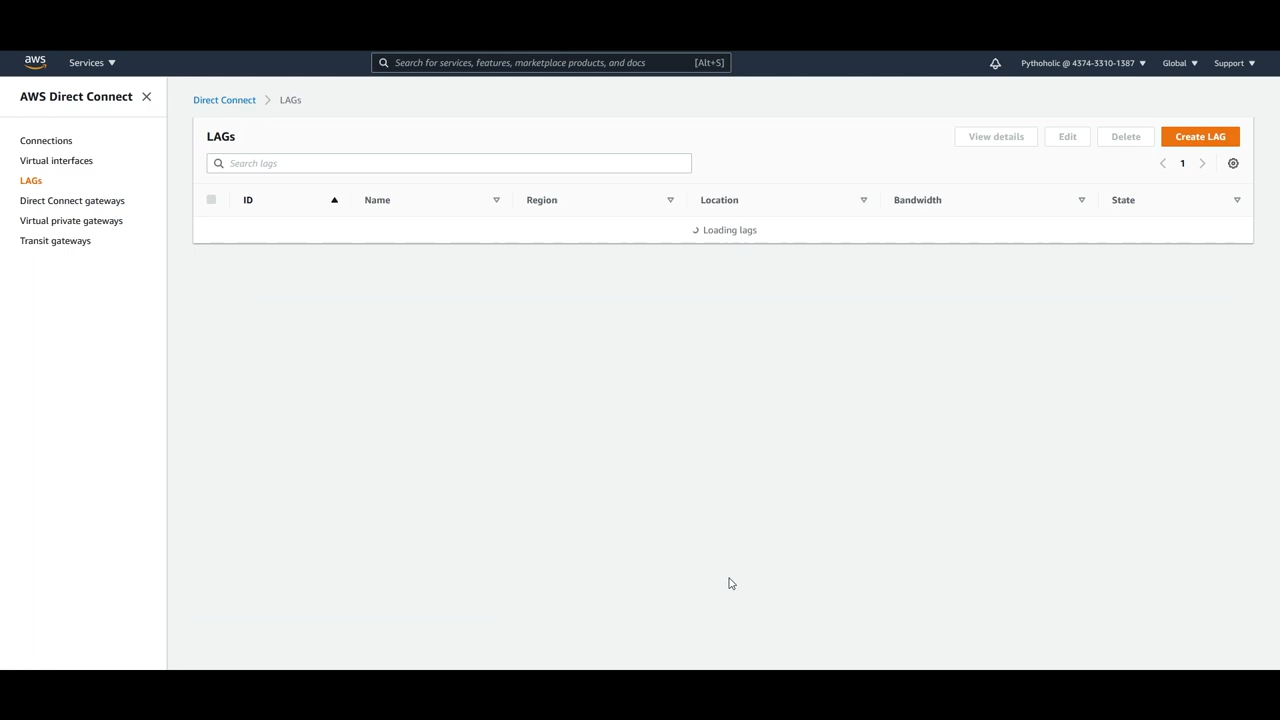 aws Services Search for services, features, marketplace products, and docs [Alt+S] Pythoholic @ 4374-3310-1387 Global Support
AWS Direct Connect
Connections
Virtual interfaces
LAGs
Direct Connect gateways
Virtual private gateways
Transit gateways
Direct Connect LAGs
LAGs View details Edit Delete Create LAG
Search lags 1
ID Name Region Location Bandwidth State
Loading lags